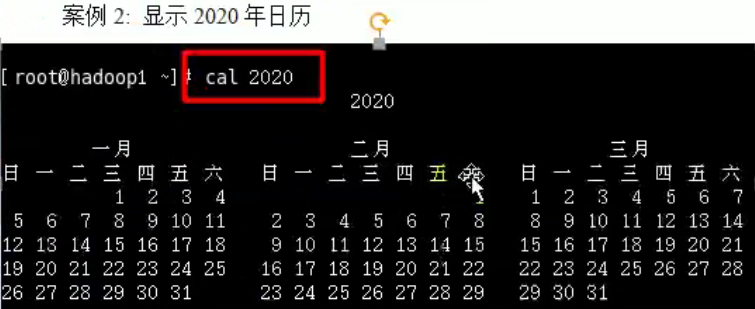 案例 2: 显示 2020 年日历
[ root@hadoop1 ~] # cal 2020
2020
一月 二月 三月
日 一 二 三 四 五 六 日 一 二 三 四 五 日 一 二 三 四 五 六
1 2 3 4 1 1 2 3 4 5 6 7
5 6 7 8 9 10 11 2 3 4 5 6 7 8 8 9 10 11 12 13 14
12 13 14 15 16 17 18 9 10 11 12 13 14 15 15 16 17 18 19 20 21
19 20 21 22 23 24 25 16 17 18 19 20 21 22 22 23 24 25 26 27 28
26 27 28 29 30 31 23 24 25 26 27 28 29 29 30 31